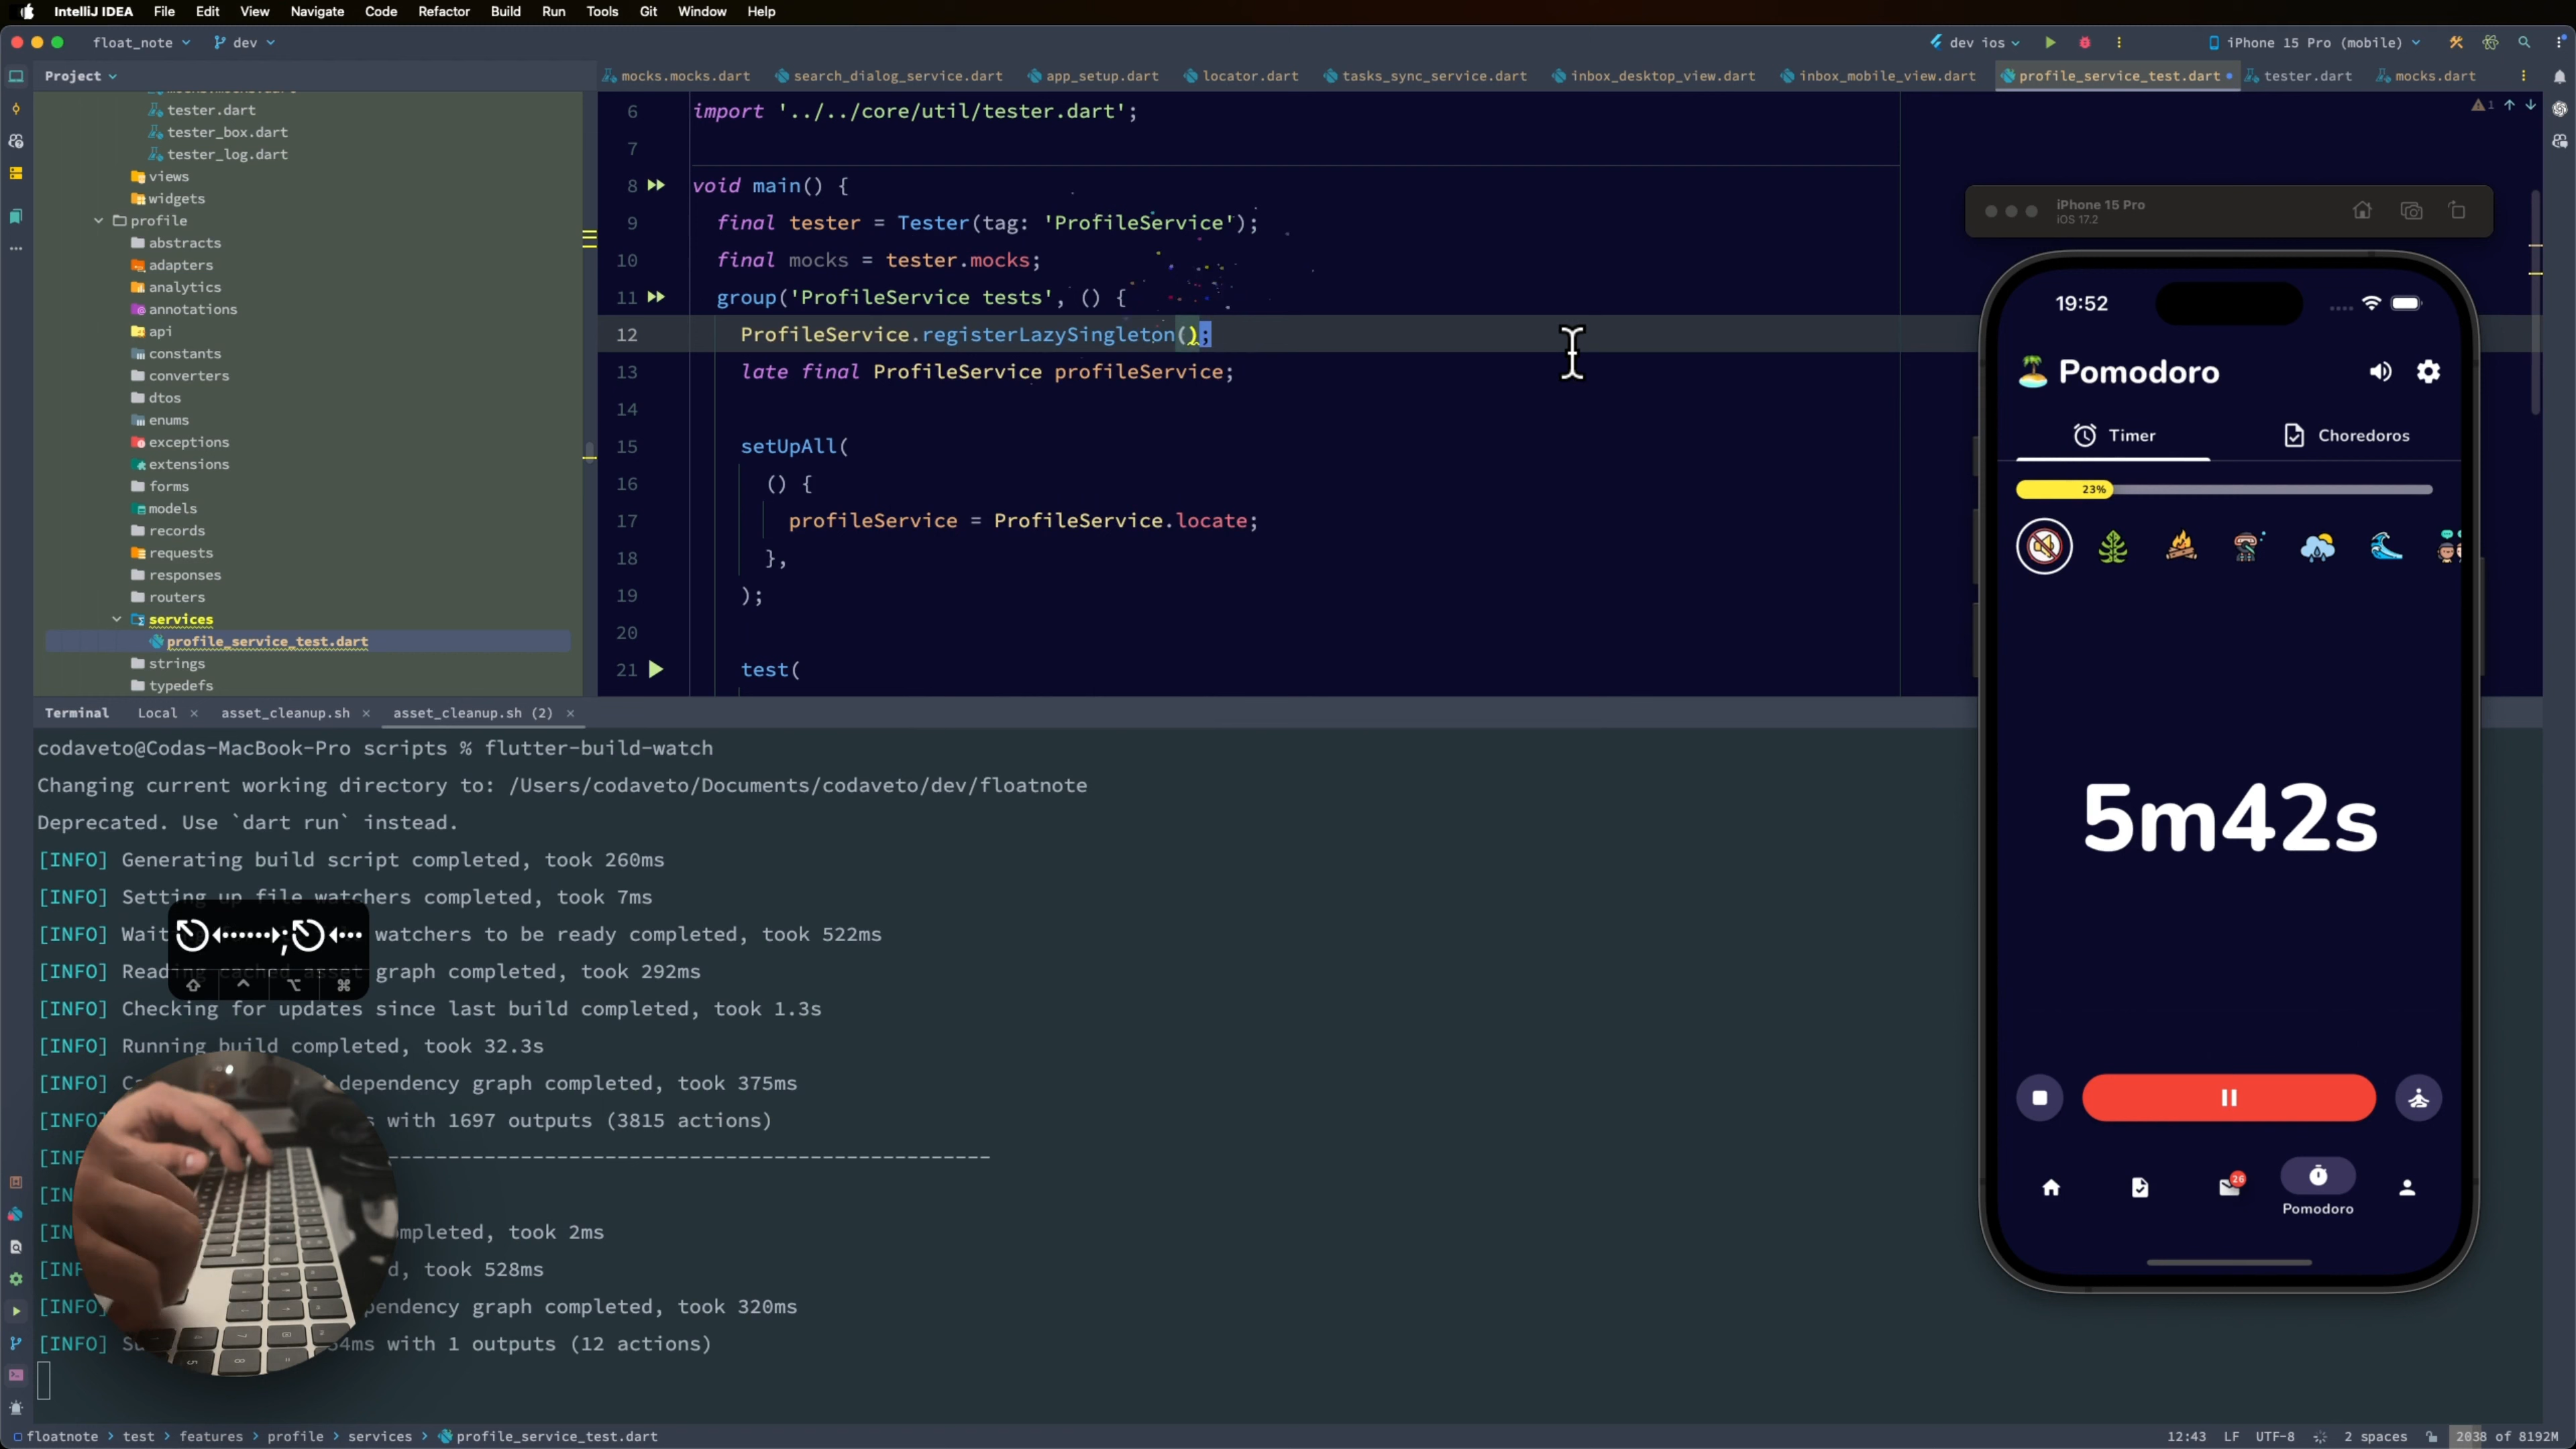 IntelliJ IDEA File Edit View Navigate Code Refactor Build Run Tools Git Window Help
float_note dev dev ios iPhone 15 Pro (mobile)
Project
mocks.mocks.dart search_dialog_service.dart app_setup.dart locator.dart tasks_sync_service.dart inbox_desktop_view.dart inbox_mobile_view.dart profile_service_test.dart tester.dart mocks.dart
tester.dart
tester_box.dart
tester_log.dart
views
widgets
profile
abstracts
adapters
analytics
annotations
api
constants
converters
dtos
enums
exceptions
extensions
forms
models
records
requests
responses
routers
services
profile_service_test.dart
strings
typedefs
1
6 import '../../core/util/tester.dart';
7
8 void main() {
9 final tester = Tester(tag: 'ProfileService');
10 final mocks = tester.mocks;
11 group('ProfileService tests', () {
12 ProfileService.registerLazySingleton();
13 late final ProfileService profileService;
14
15 setUpAll(
16 () {
17 profileService = ProfileService.locate;
18 },
19 );
20
21 test(
Terminal Local × asset_cleanup.sh × asset_cleanup.sh (2) ×
codaveto@Codas-MacBook-Pro scripts % flutter-build-watch
Changing current working directory to: /Users/codaveto/Documents/codaveto/dev/floatnote
Deprecated. Use `dart run` instead.
[INFO] Generating build script completed, took 260ms
[INFO] Setting up file watchers completed, took 7ms
[INFO] watchers to be ready completed, took 522ms
[INFO] Reading cached asset graph completed, took 292ms
[INFO] Checking for updates since last build completed, took 1.3s
[INFO] Running build completed, took 32.3s
[INFO] dependency graph completed, took 375ms
[INFO] with 1697 outputs (3815 actions)
------------------------------------------------
took 2ms
took 528ms
graph completed, took 320ms
[INFO] with 1 outputs (12 actions)
iPhone 15 Pro
iOS 17.2
19:52
Pomodoro
Timer Choredoros
23%
5m42s
26
Pomodoro
floatnote > test > features > profile > services > profile_service_test.dart
12:43 LF UTF-8 2 spaces 2038 of 8192M